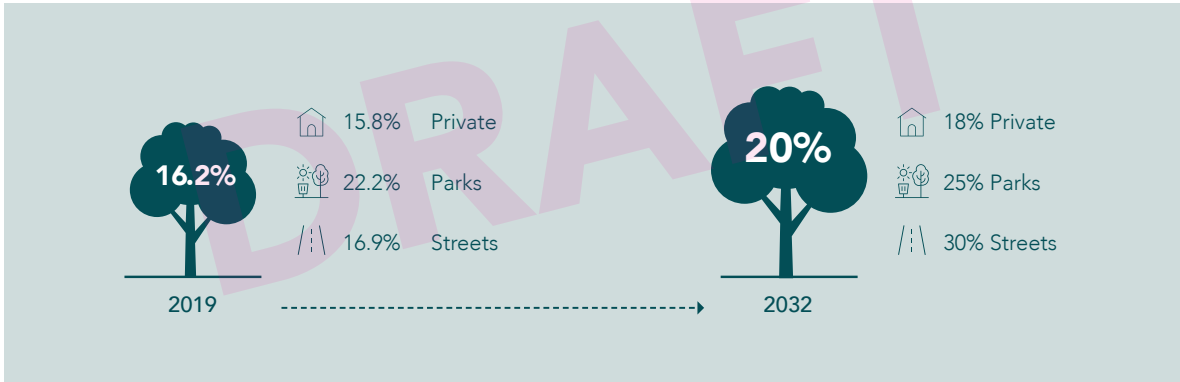 DRAFT
16.2%
15.8% Private
22.2% Parks
16.9% Streets
2019
20%
18% Private
25% Parks
30% Streets
2032